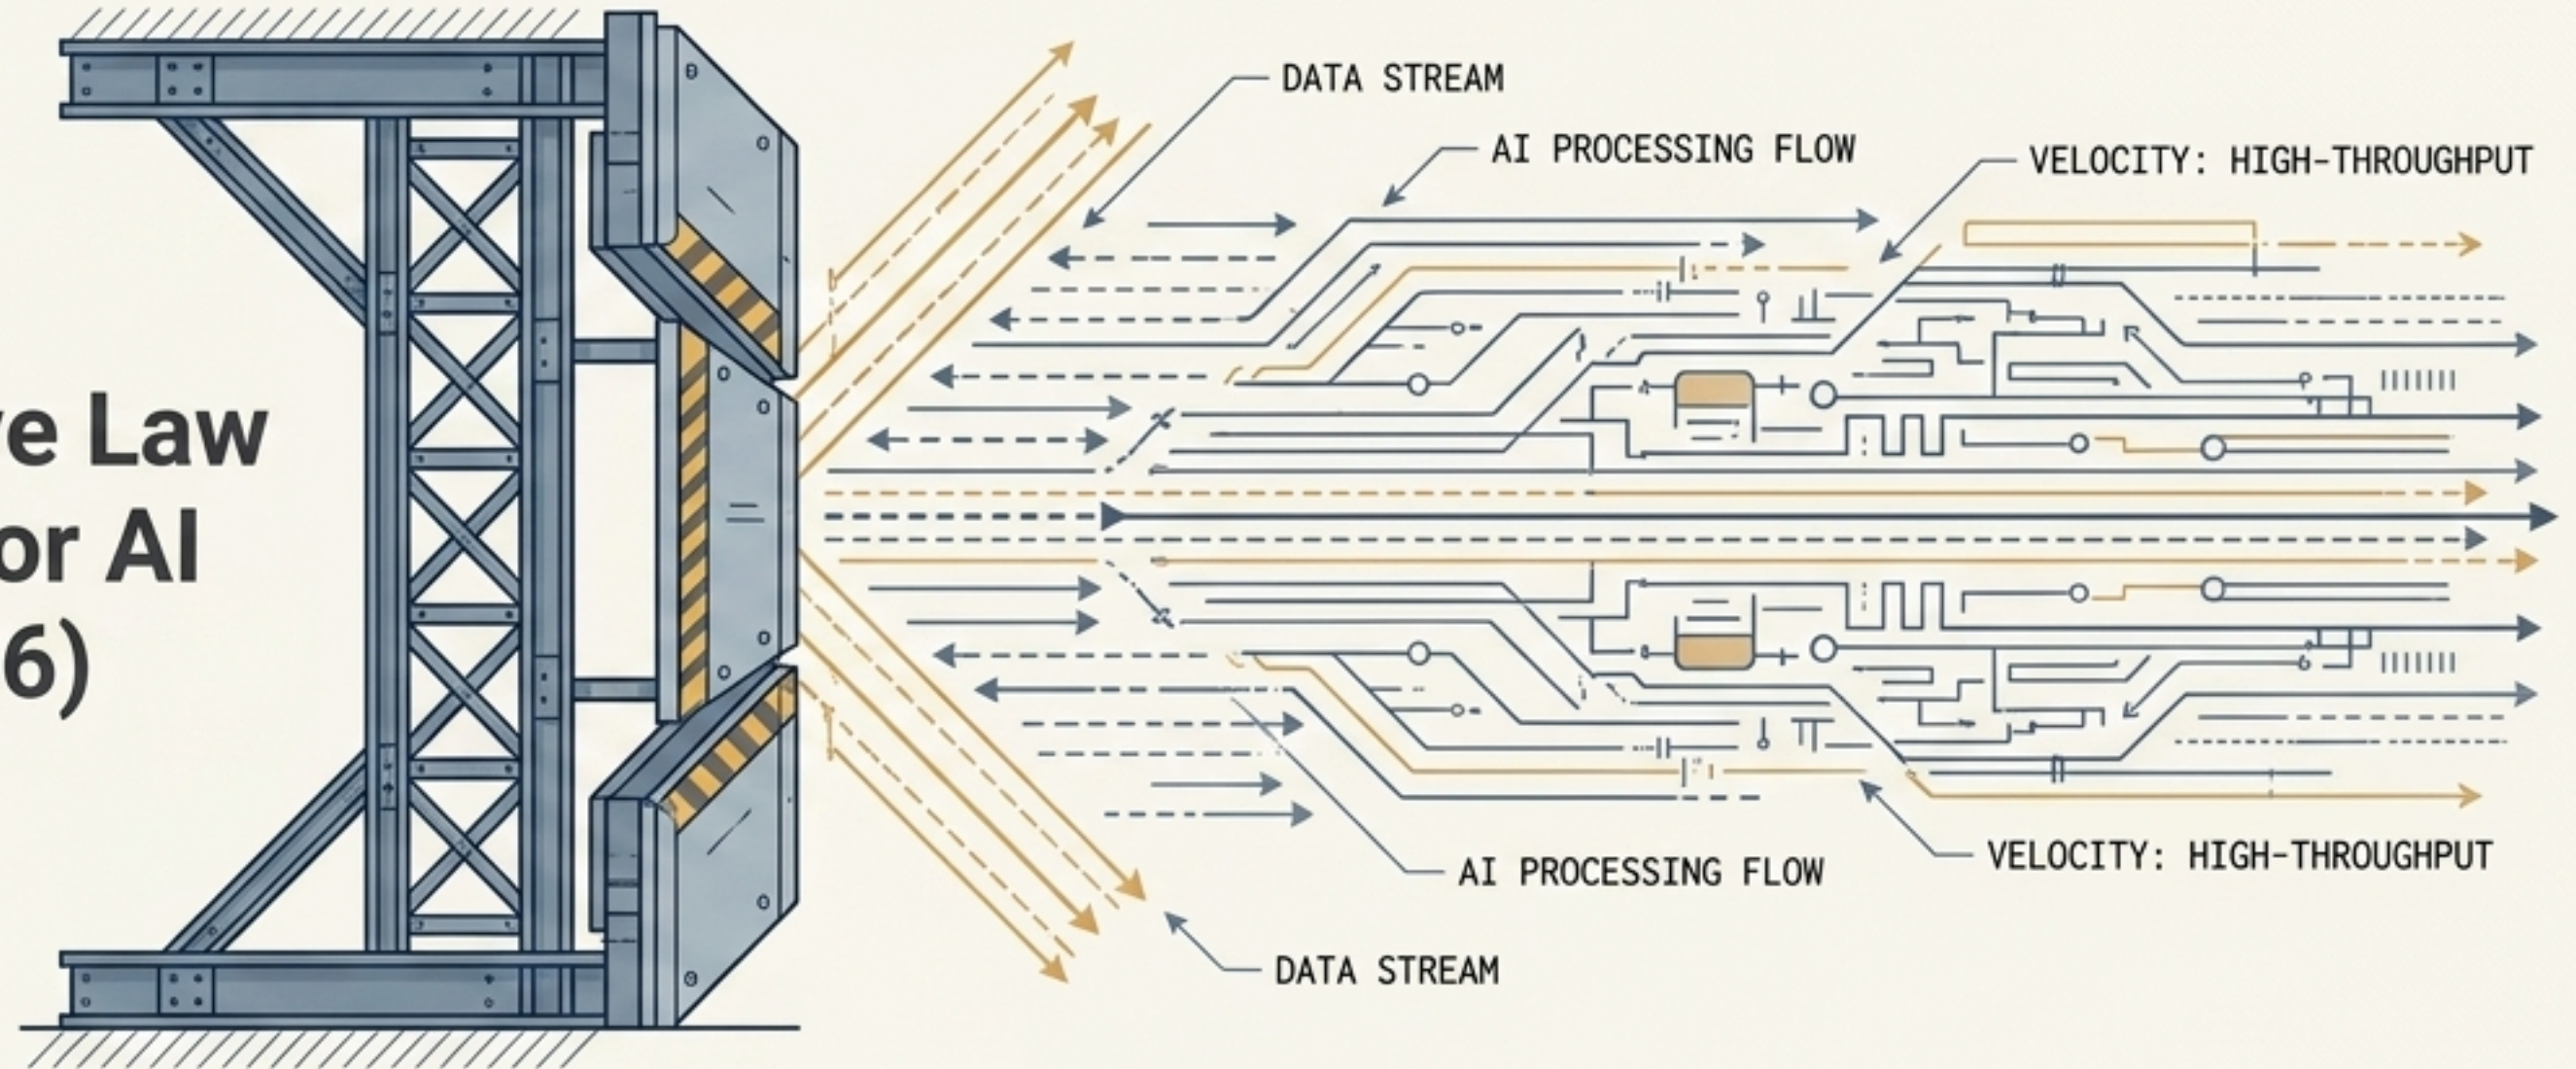 ve Law
or AI
6)
DATA STREAM
AI PROCESSING FLOW
VELOCITY: HIGH-THROUGHPUT
VELOCITY: HIGH-THROUGHPUT
AI PROCESSING FLOW
DATA STREAM